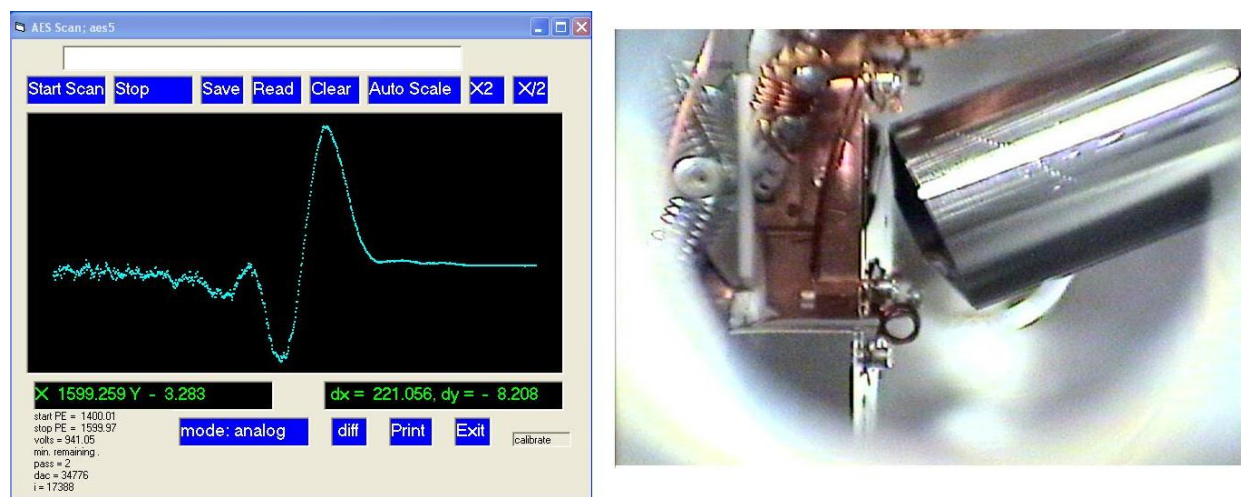 AES Scan; aes5
Start Scan Stop Save Read Clear Auto Scale X2 X/2
X 1599.259 Y - 3.283 dx = 221.056, dy = - 8.208
start PE = 1400.01
stop PE = 1599.97
volts = 941.05
min. remaining .
pass = 2
dac = 34776
i = 17388
mode: analog diff Print Exit calibrate